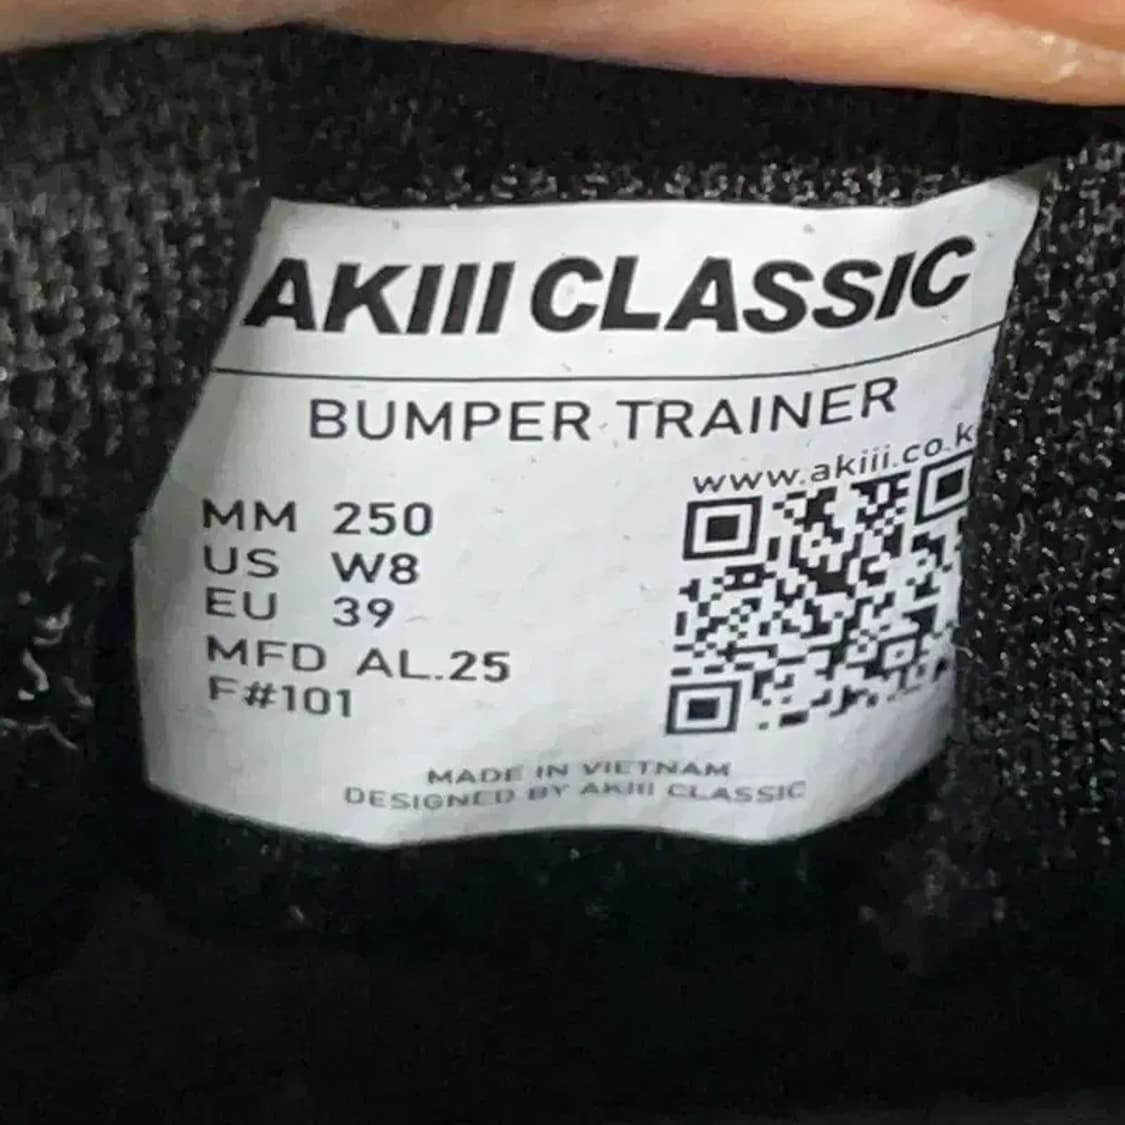 AKIII CLASSIC
BUMPER TRAINER
www.akiii.co.k
MM 250
US W8
EU 39
MFD AL.25
F#101
MADE IN VIETNAM
DESIGNED BY AKIII CLASSIC